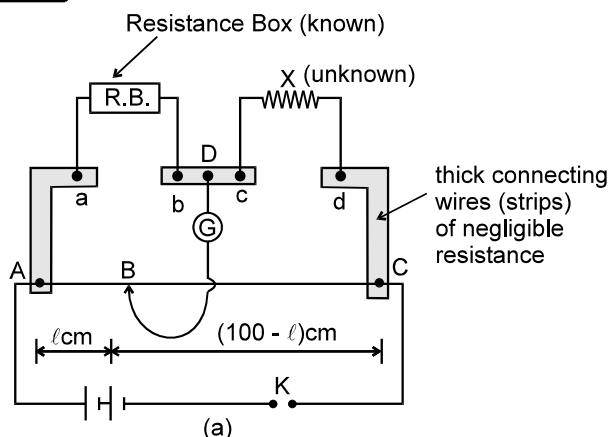 Resistance Box (known)
R.B.
X (unknown)
D
a
b
c
d
G
thick connecting
wires (strips)
of negligible
resistance
A
B
C
ℓcm
(100 - ℓ)cm
K
(a)